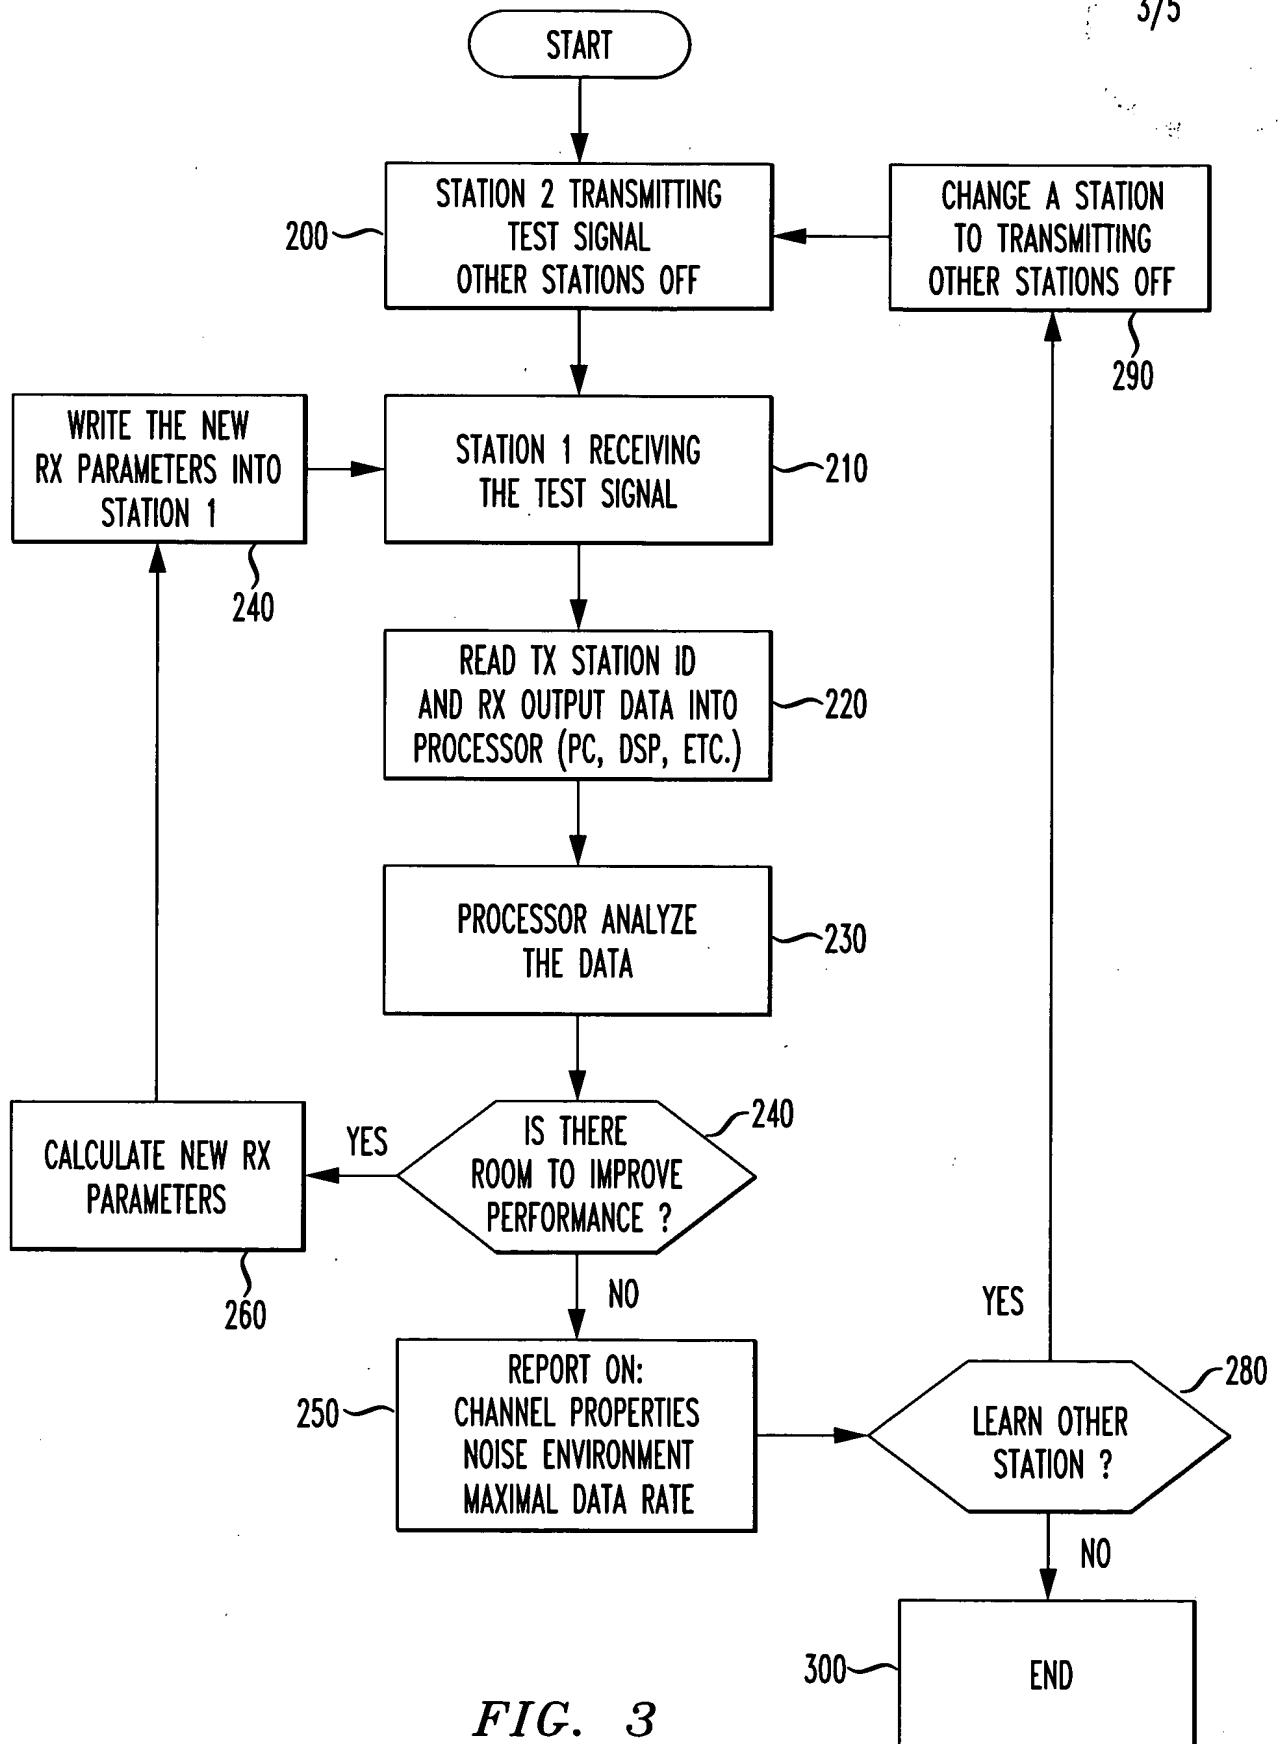 3/5
START
STATION 2 TRANSMITTING
TEST SIGNAL
OTHER STATIONS OFF
200
CHANGE A STATION
TO TRANSMITTING
OTHER STATIONS OFF
290
WRITE THE NEW
RX PARAMETERS INTO
STATION 1
240
STATION 1 RECEIVING
THE TEST SIGNAL
210
READ TX STATION ID
AND RX OUTPUT DATA INTO
PROCESSOR (PC, DSP, ETC.)
220
PROCESSOR ANALYZE
THE DATA
230
IS THERE
ROOM TO IMPROVE
PERFORMANCE ?
240
YES
CALCULATE NEW RX
PARAMETERS
260
NO
REPORT ON:
CHANNEL PROPERTIES
NOISE ENVIRONMENT
MAXIMAL DATA RATE
250
YES
LEARN OTHER
STATION ?
280
NO
END
300
FIG. 3